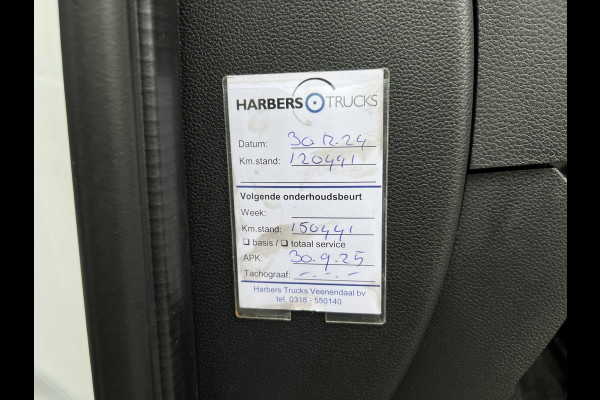 HARBERS TRUCKS
Datum: 30.12.24
Km.stand: 120441
Volgende onderhoudsbeurt
Week:
Km.stand: 150441
❑ basis / ❑ totaal service
APK: 30.9.25
Tachograaf: -.-.-
Harbers Trucks Veenendaal bv
tel. 0318 - 550140